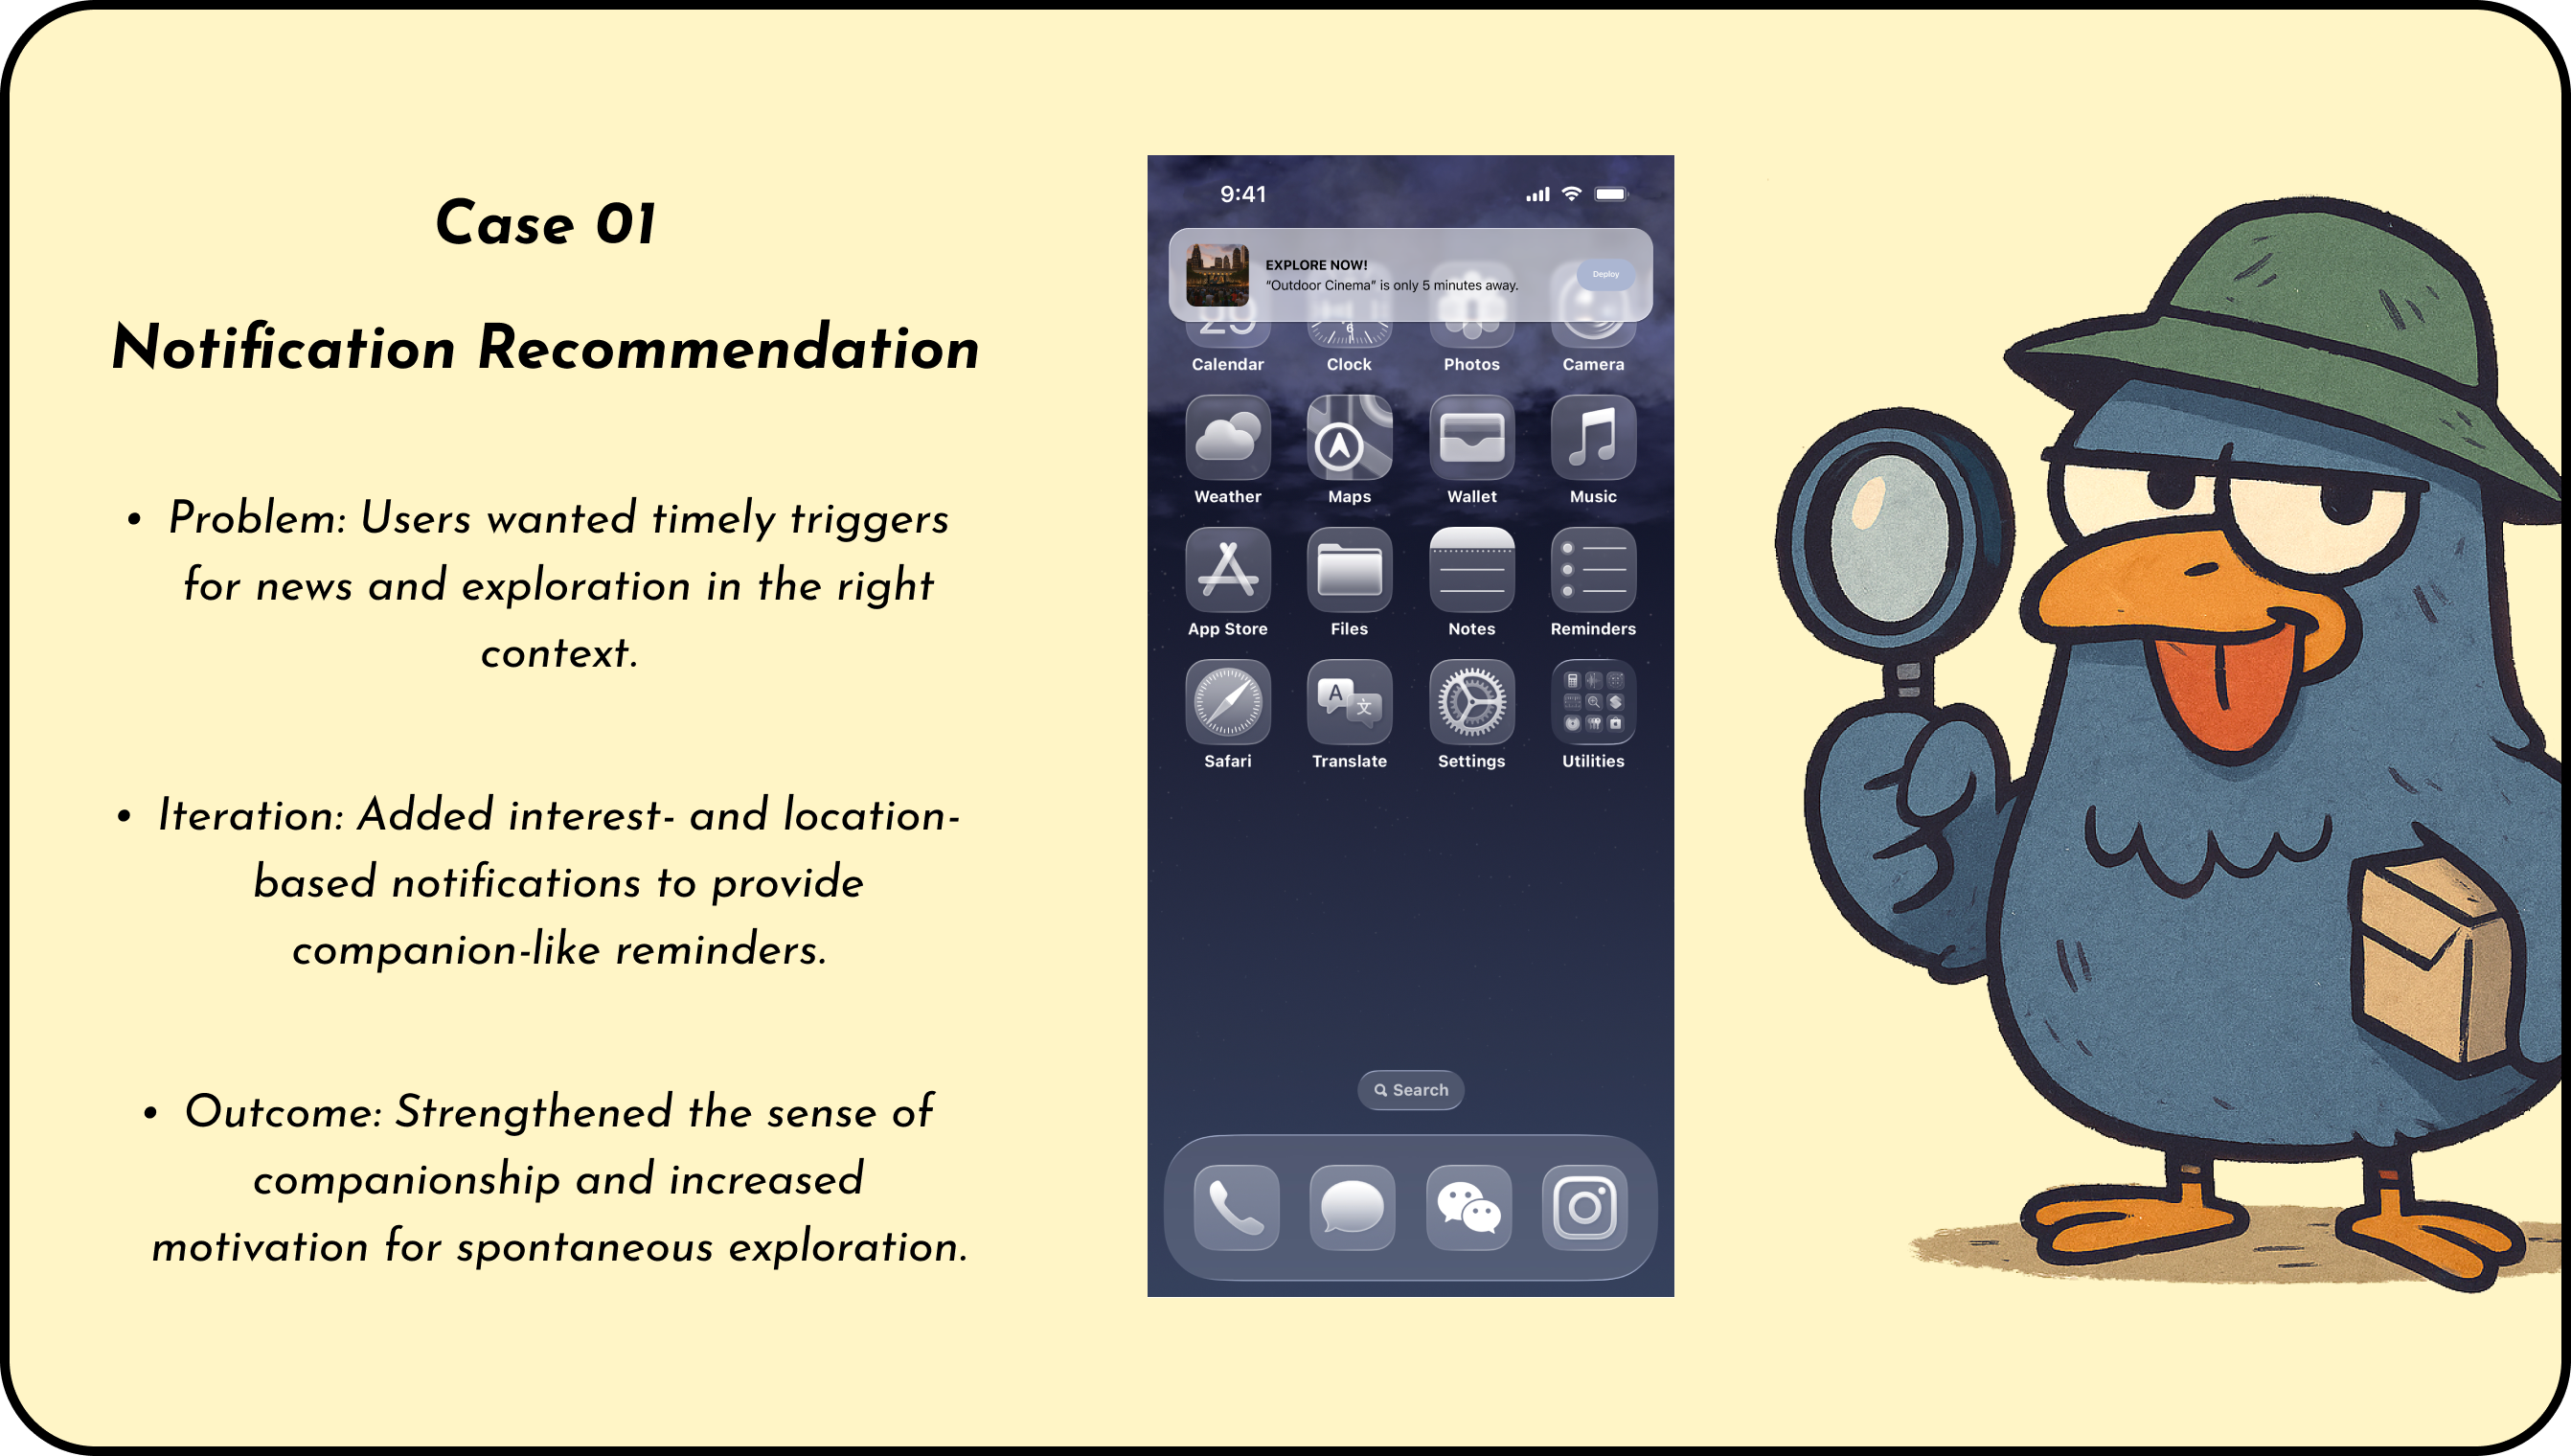 Case 01
Notification Recommendation
• Problem: Users wanted timely triggers
for news and exploration in the right
context.
• Iteration: Added interest- and location-
based notifications to provide
companion-like reminders.
• Outcome: Strengthened the sense of
companionship and increased
motivation for spontaneous exploration.
9:41
EXPLORE NOW!
"Outdoor Cinema" is only 5 minutes away.
Deploy
Calendar Clock Photos Camera
Weather Maps Wallet Music
App Store Files Notes Reminders
A 文
Safari Translate Settings Utilities
Search